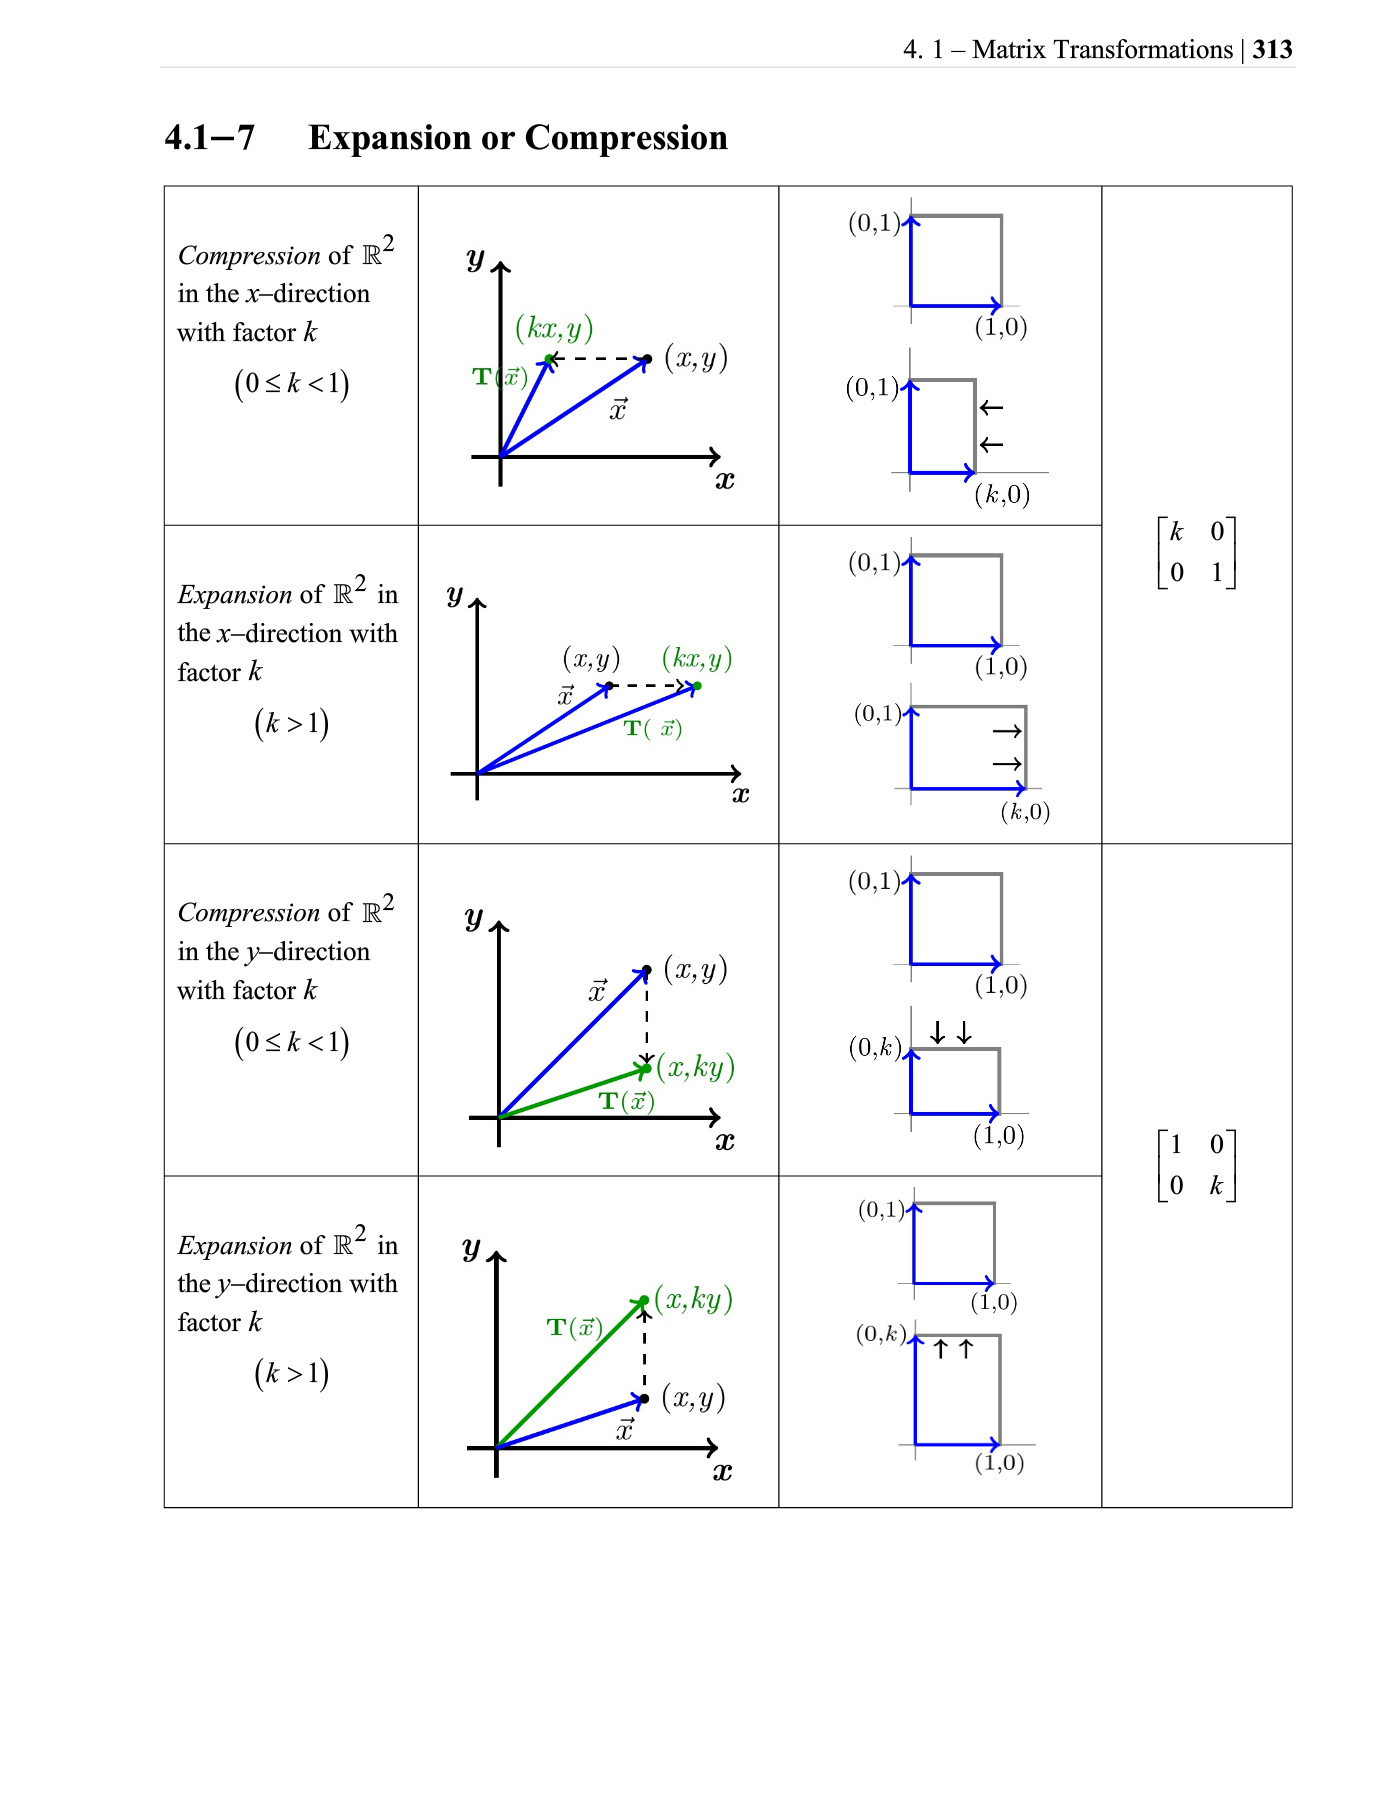 4. 1 – Matrix Transformations | 313
4.1–7 Expansion or Compression
Compression of ℝ²
in the x–direction
with factor k
(0 ≤ k < 1)
y
(kx,y)
(x,y)
T(x⃗)
x⃗
x
(0,1)
(1,0)
(0,1)
←
←
(k,0)
[k 0]
[0 1]
Expansion of ℝ² in
the x–direction with
factor k
(k > 1)
y
(x,y) (kx,y)
x⃗
T( x⃗)
x
(0,1)
(1,0)
(0,1)
→
→
(k,0)
Compression of ℝ²
in the y–direction
with factor k
(0 ≤ k < 1)
y
(x,y)
x⃗
(x,ky)
T(x⃗)
x
(0,1)
(1,0)
↓ ↓
(0,k)
(1,0)
[1 0]
[0 k]
Expansion of ℝ² in
the y–direction with
factor k
(k > 1)
y
(x,ky)
T(x⃗)
(x,y)
x⃗
x
(0,1)
(1,0)
(0,k)
↑ ↑
(1,0)